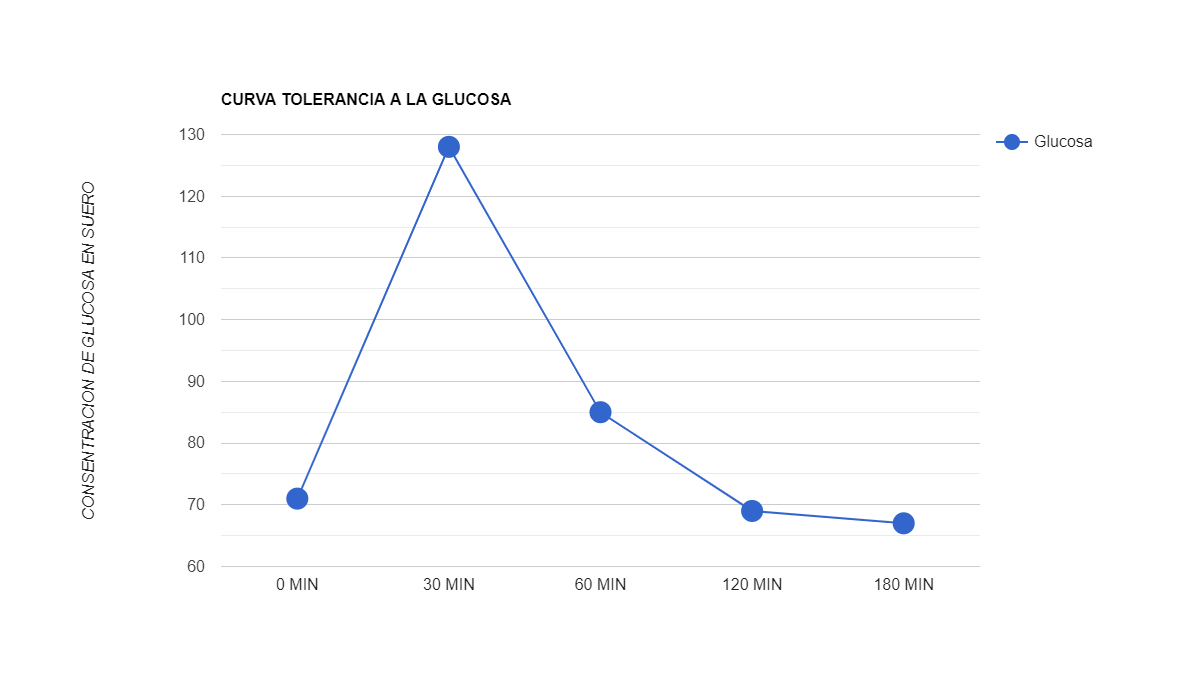 CURVA TOLERANCIA A LA GLUCOSA
Glucosa
CONSENTRACION DE GLUCOSA EN SUERO
130
120
110
100
90
80
70
60
0 MIN
30 MIN
60 MIN
120 MIN
180 MIN